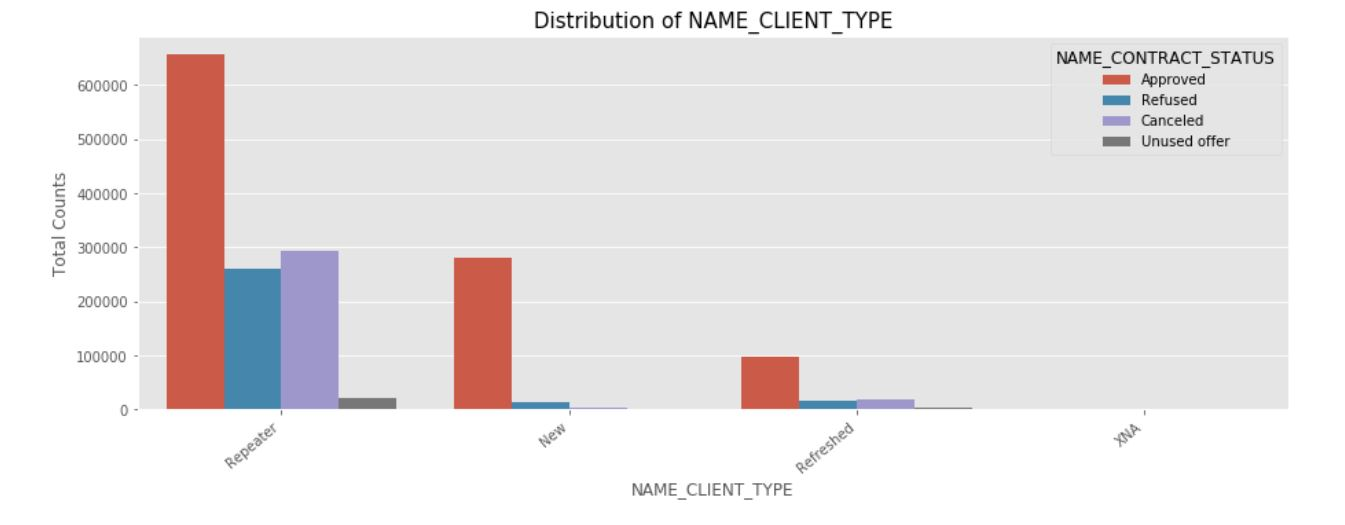 Distribution of NAME_CLIENT_TYPE
NAME_CONTRACT_STATUS
Approved
Refused
Canceled
Unused offer
Total Counts
600000
500000
400000
300000
200000
100000
0
Repeater
New
Refreshed
XNA
NAME_CLIENT_TYPE